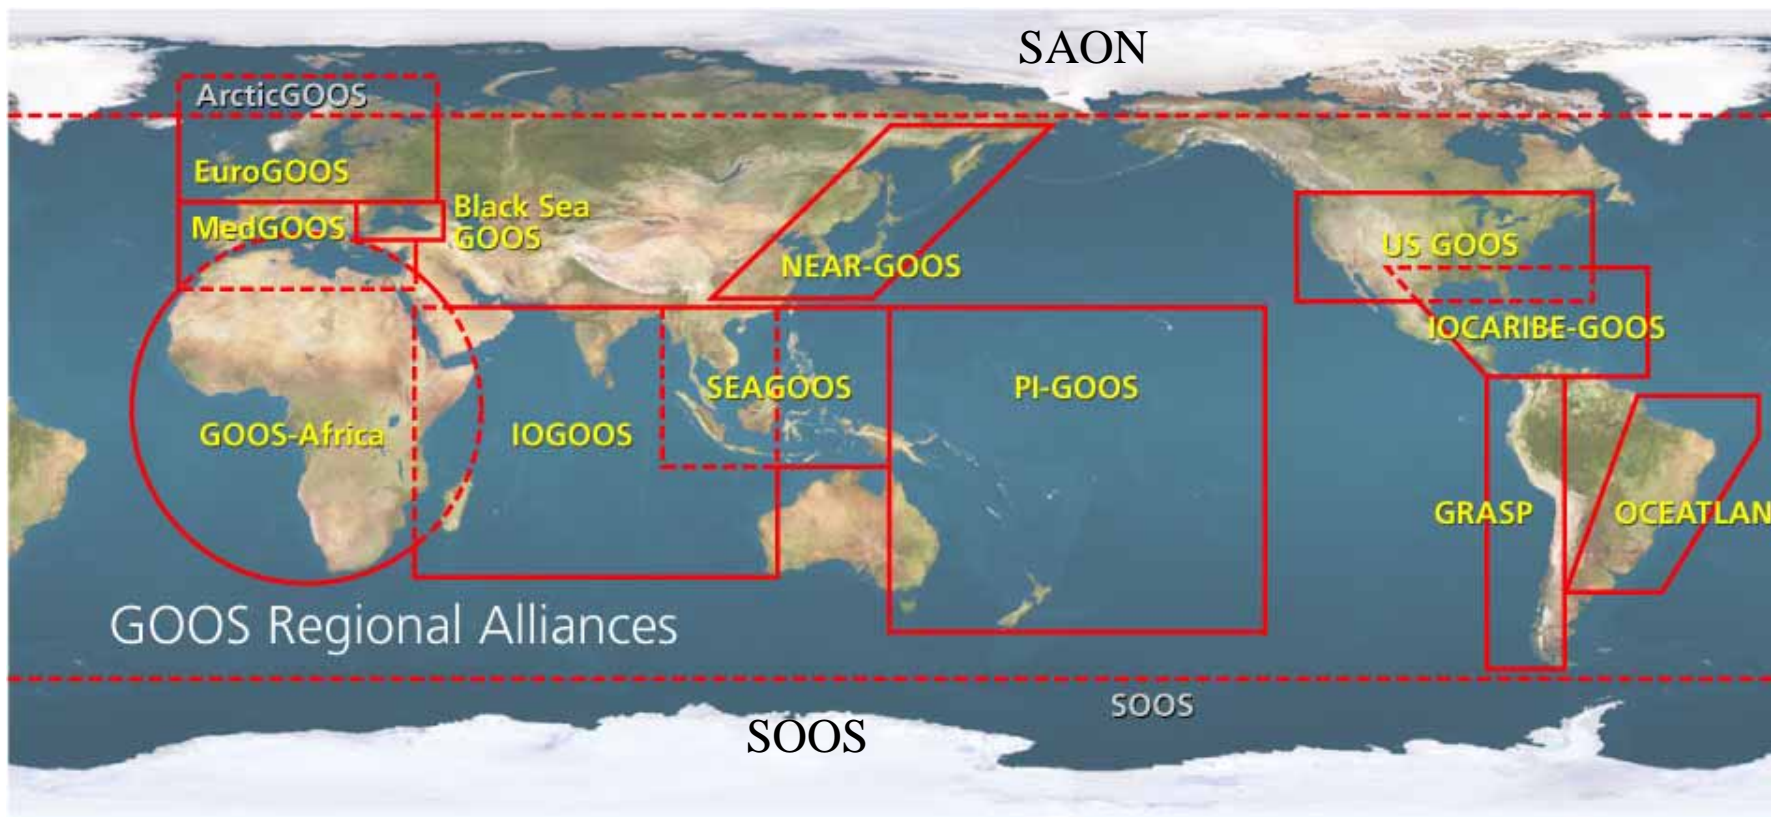 SAON
ArcticGOOS
EuroGOOS
Black Sea
GOOS
MedGOOS
NEAR-GOOS
US GOOS
IOCARIBE-GOOS
SEAGOOS
PI-GOOS
GOOS-Africa
IOGOOS
GRASP
OCEATLAN
GOOS Regional Alliances
SOOS
SOOS